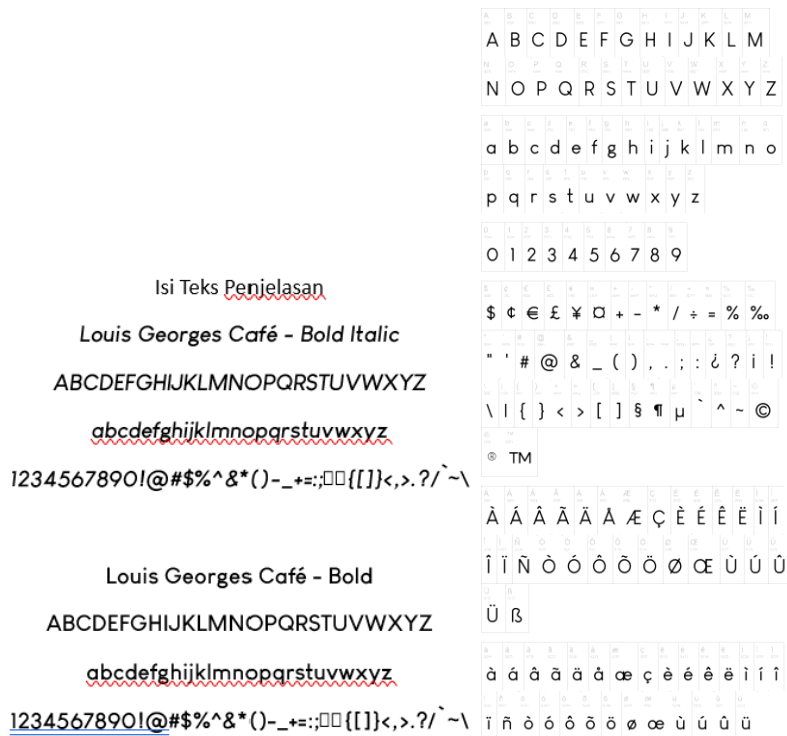 Isi Teks Penjelasan
Louis Georges Café - Bold Italic
ABCDEFGHIJKLMNOPQRSTUVWXYZ
abcdefghijklmnopqrstuvwxyz
1234567890!@#$%^&*()-_+=:;□□{[]}<,>.?/`~\
Louis Georges Café - Bold
ABCDEFGHIJKLMNOPQRSTUVWXYZ
abcdefghijklmnopqrstuvwxyz
1234567890!@#$%^&*()-_+=:;□□{[]}<,>.?/`~\
A B C D E F G H I J K L M
N O P Q R S T U V W X Y Z
a b c d e f g h i j k l m n o
p q r s t u v w x y z
0 1 2 3 4 5 6 7 8 9
$ ¢ € £ ¥ ¤ + - * / ÷ = % ‰
" ' # @ & _ ( ) , . ; : ¿ ? ¡ !
\ | { } < > [ ] § ¶ µ ` ^ ~ ©
® ™
À Á Â Ã Ä Å Æ Ç È É Ê Ë Ì Í
Î Ï Ñ Ò Ó Ô Õ Ö Ø Œ Ù Ú Û
Ü ß
à á â ã ä å æ ç è é ê ë ì í î
ï ñ ò ó ô õ ö ø œ ù ú û ü